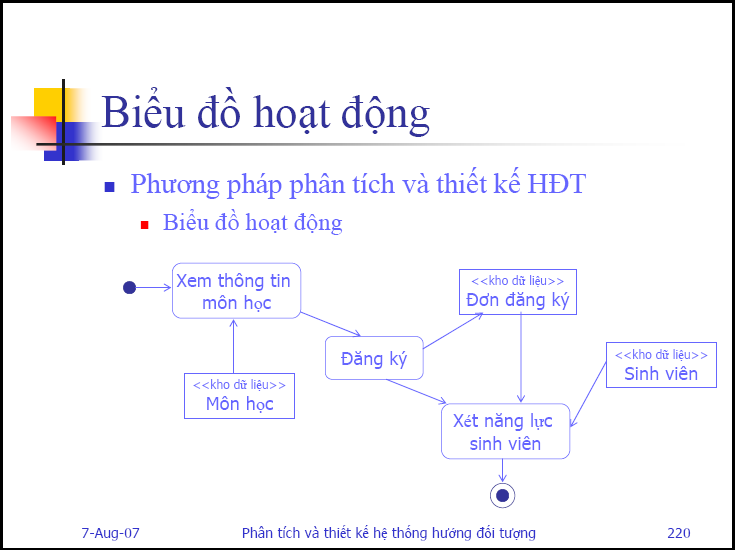 Biểu đồ hoạt động
Phương pháp phân tích và thiết kế HĐT
Biểu đồ hoạt động
Xem thông tin
môn học
<<kho dữ liệu>>
Đơn đăng ký
Đăng ký
<<kho dữ liệu>>
Sinh viên
<<kho dữ liệu>>
Môn học
Xét năng lực
sinh viên
7-Aug-07
Phân tích và thiết kế hệ thống hướng đối tượng
220